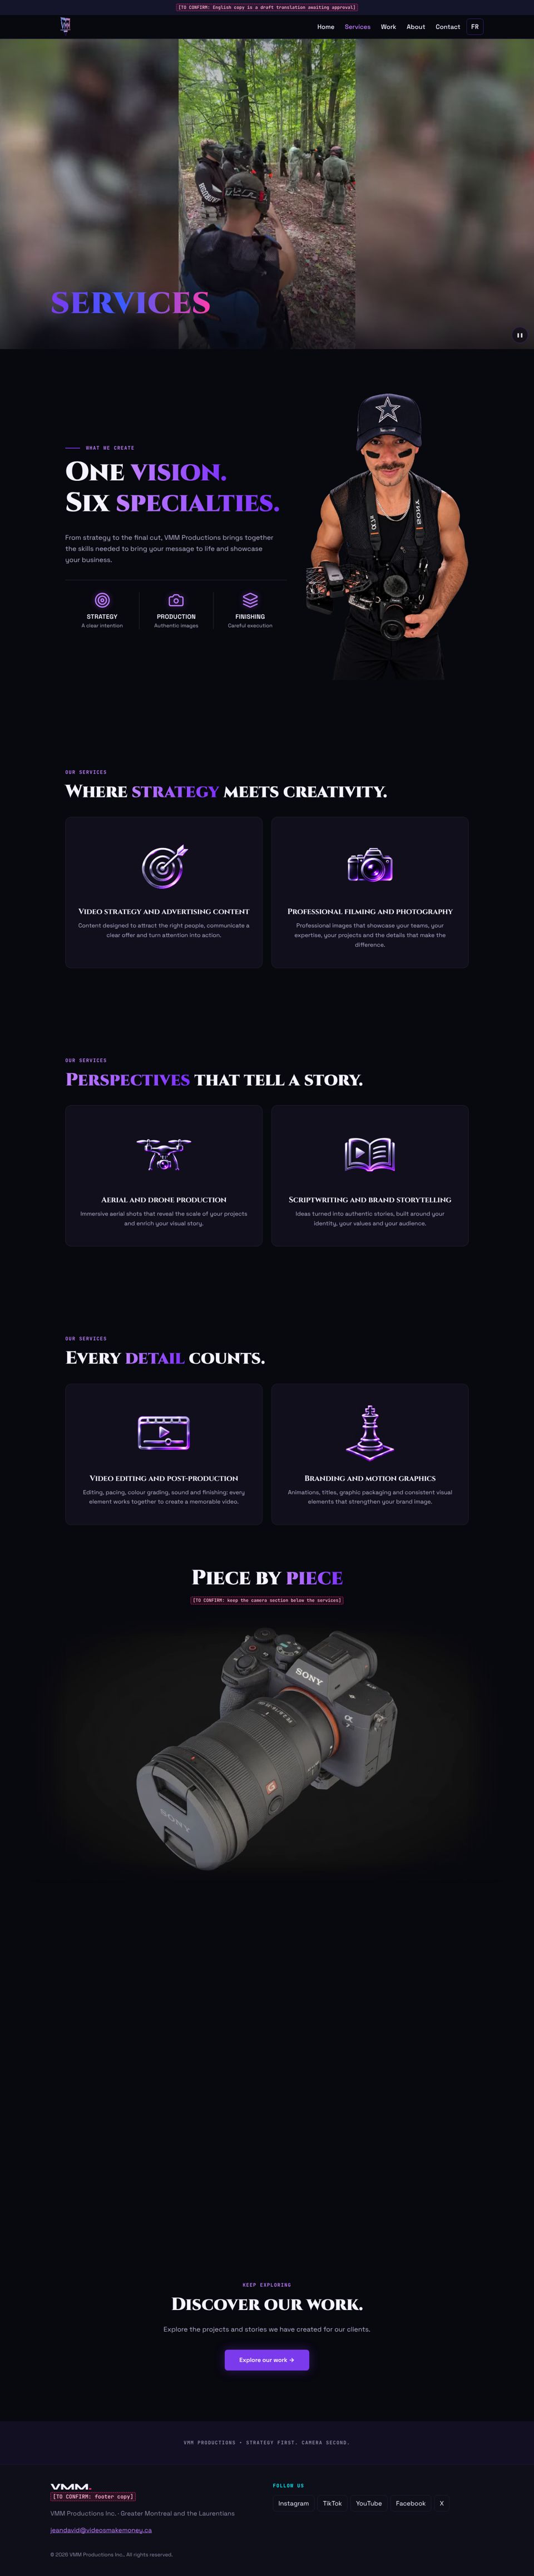 [TO CONFIRM: English copy is a draft translation awaiting approval]
Home Services Work About Contact FR
SERVICES
WHAT WE CREATE
One vision.
Six specialties.
From strategy to the final cut, VMM Productions brings together
the skills needed to bring your message to life and showcase
your business.
STRATEGY
A clear intention
PRODUCTION
Authentic images
FINISHING
Careful execution
OUR SERVICES
Where strategy meets creativity.
Video strategy and advertising content
Content designed to attract the right people, communicate a
clear offer and turn attention into action.
Professional filming and photography
Professional images that showcase your teams, your
expertise, your projects and the details that make the
difference.
OUR SERVICES
Perspectives that tell a story.
Aerial and drone production
Immersive aerial shots that reveal the scale of your projects
and enrich your visual story.
Scriptwriting and brand storytelling
Ideas turned into authentic stories, built around your
identity, your values and your audience.
OUR SERVICES
Every detail counts.
Video editing and post-production
Editing, pacing, colour grading, sound and finishing: every
element works together to create a memorable video.
Branding and motion graphics
Animations, titles, graphic packaging and consistent visual
elements that strengthen your brand image.
Piece by piece
[TO CONFIRM: keep the camera section below the services]
SONY
α
7
G
SONY
KEEP EXPLORING
Discover our work.
Explore the projects and stories we have created for our clients.
Explore our work →
VMM PRODUCTIONS • STRATEGY FIRST. CAMERA SECOND.
VMM
[TO CONFIRM: footer copy]
VMM Productions Inc. · Greater Montreal and the Laurentians
jeandavid@videosmakemoney.ca
© 2026 VMM Productions Inc.. All rights reserved.
FOLLOW US
Instagram TikTok YouTube Facebook X